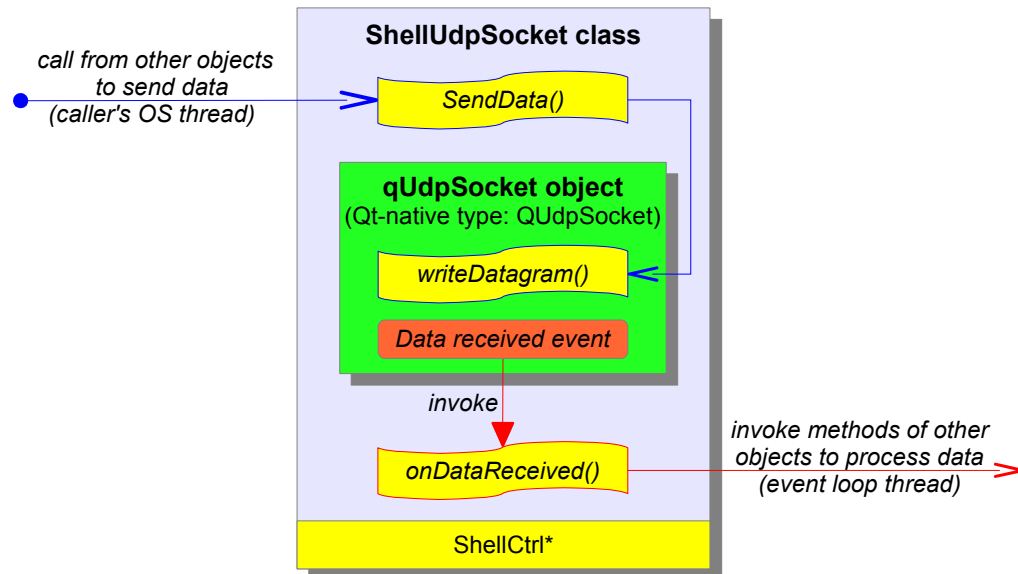 ShellUdpSocket class
call from other objects
to send data
(caller's OS thread)
SendData()
qUdpSocket object
(Qt-native type: QUdpSocket)
writeDatagram()
Data received event
invoke
onDataReceived()
invoke methods of other
objects to process data
(event loop thread)
ShellCtrl*